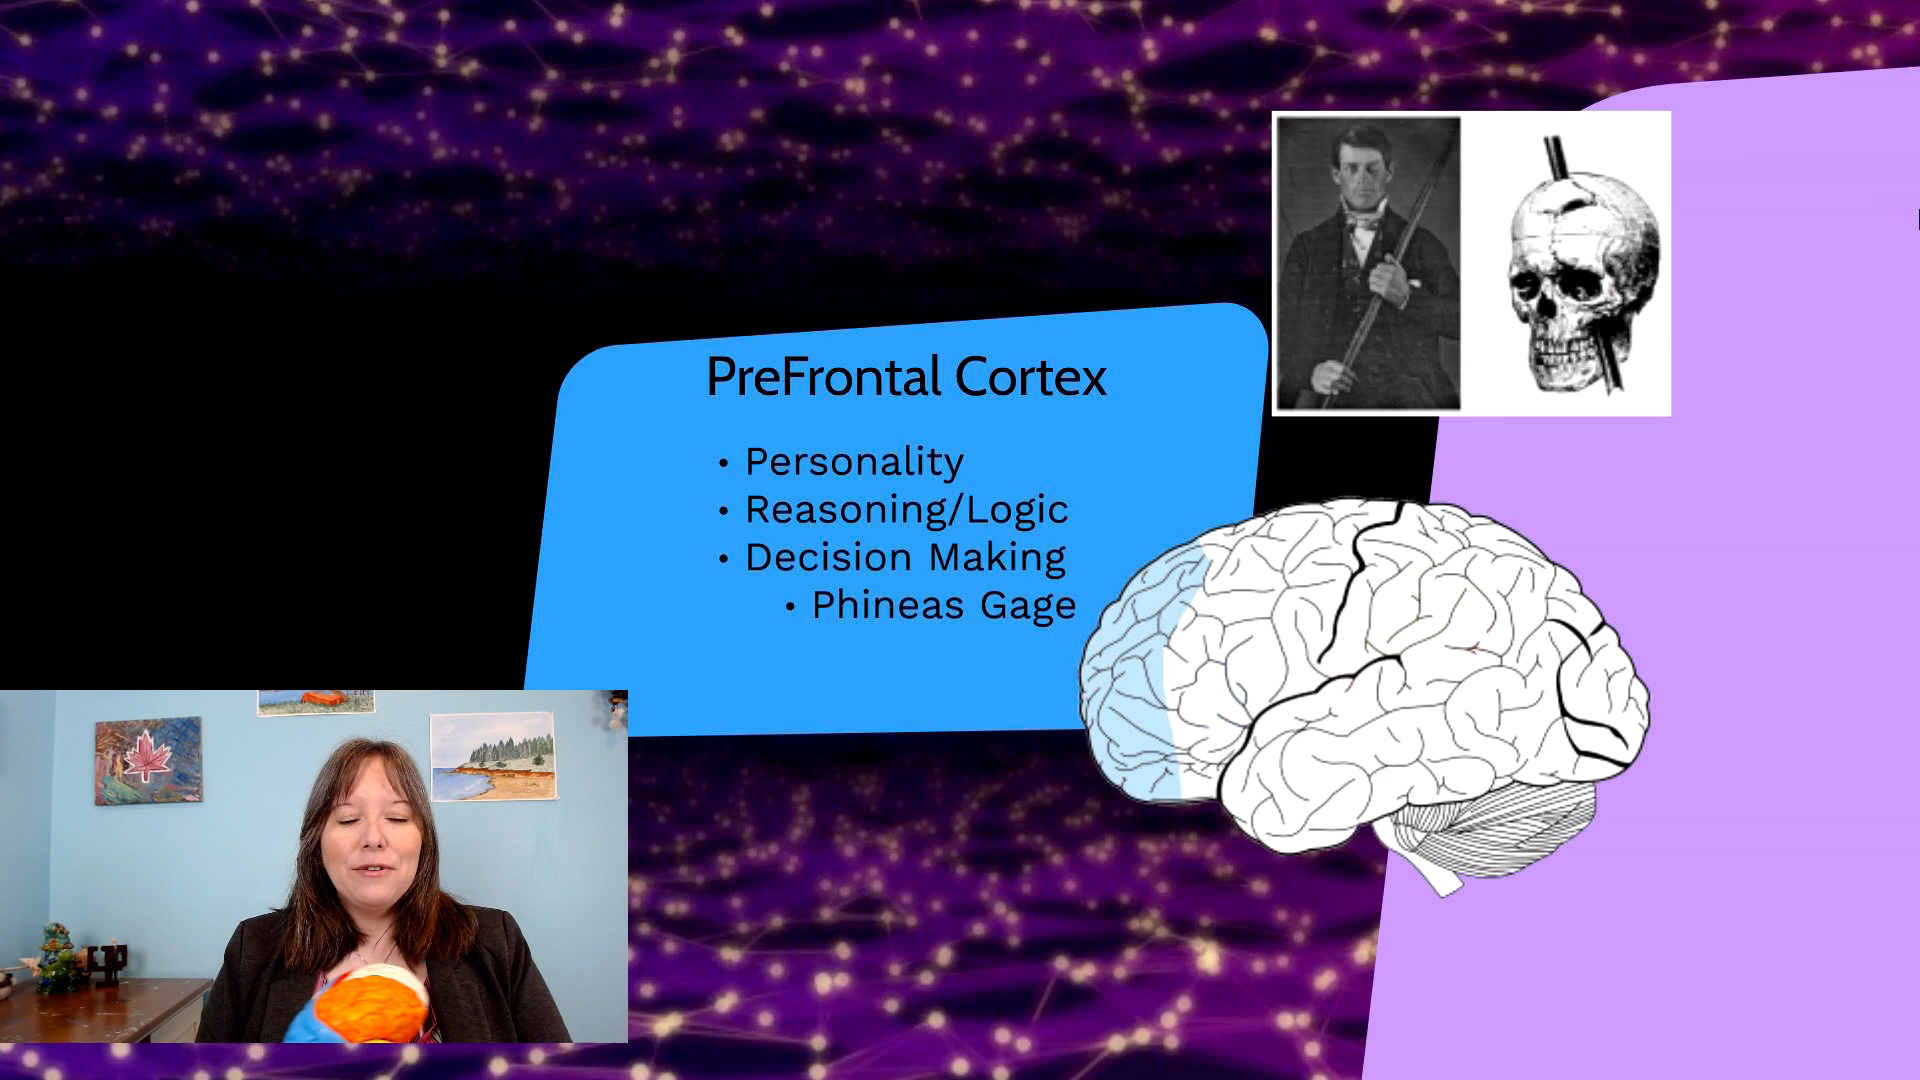 PreFrontal Cortex
• Personality
• Reasoning/Logic
• Decision Making
• Phineas Gage